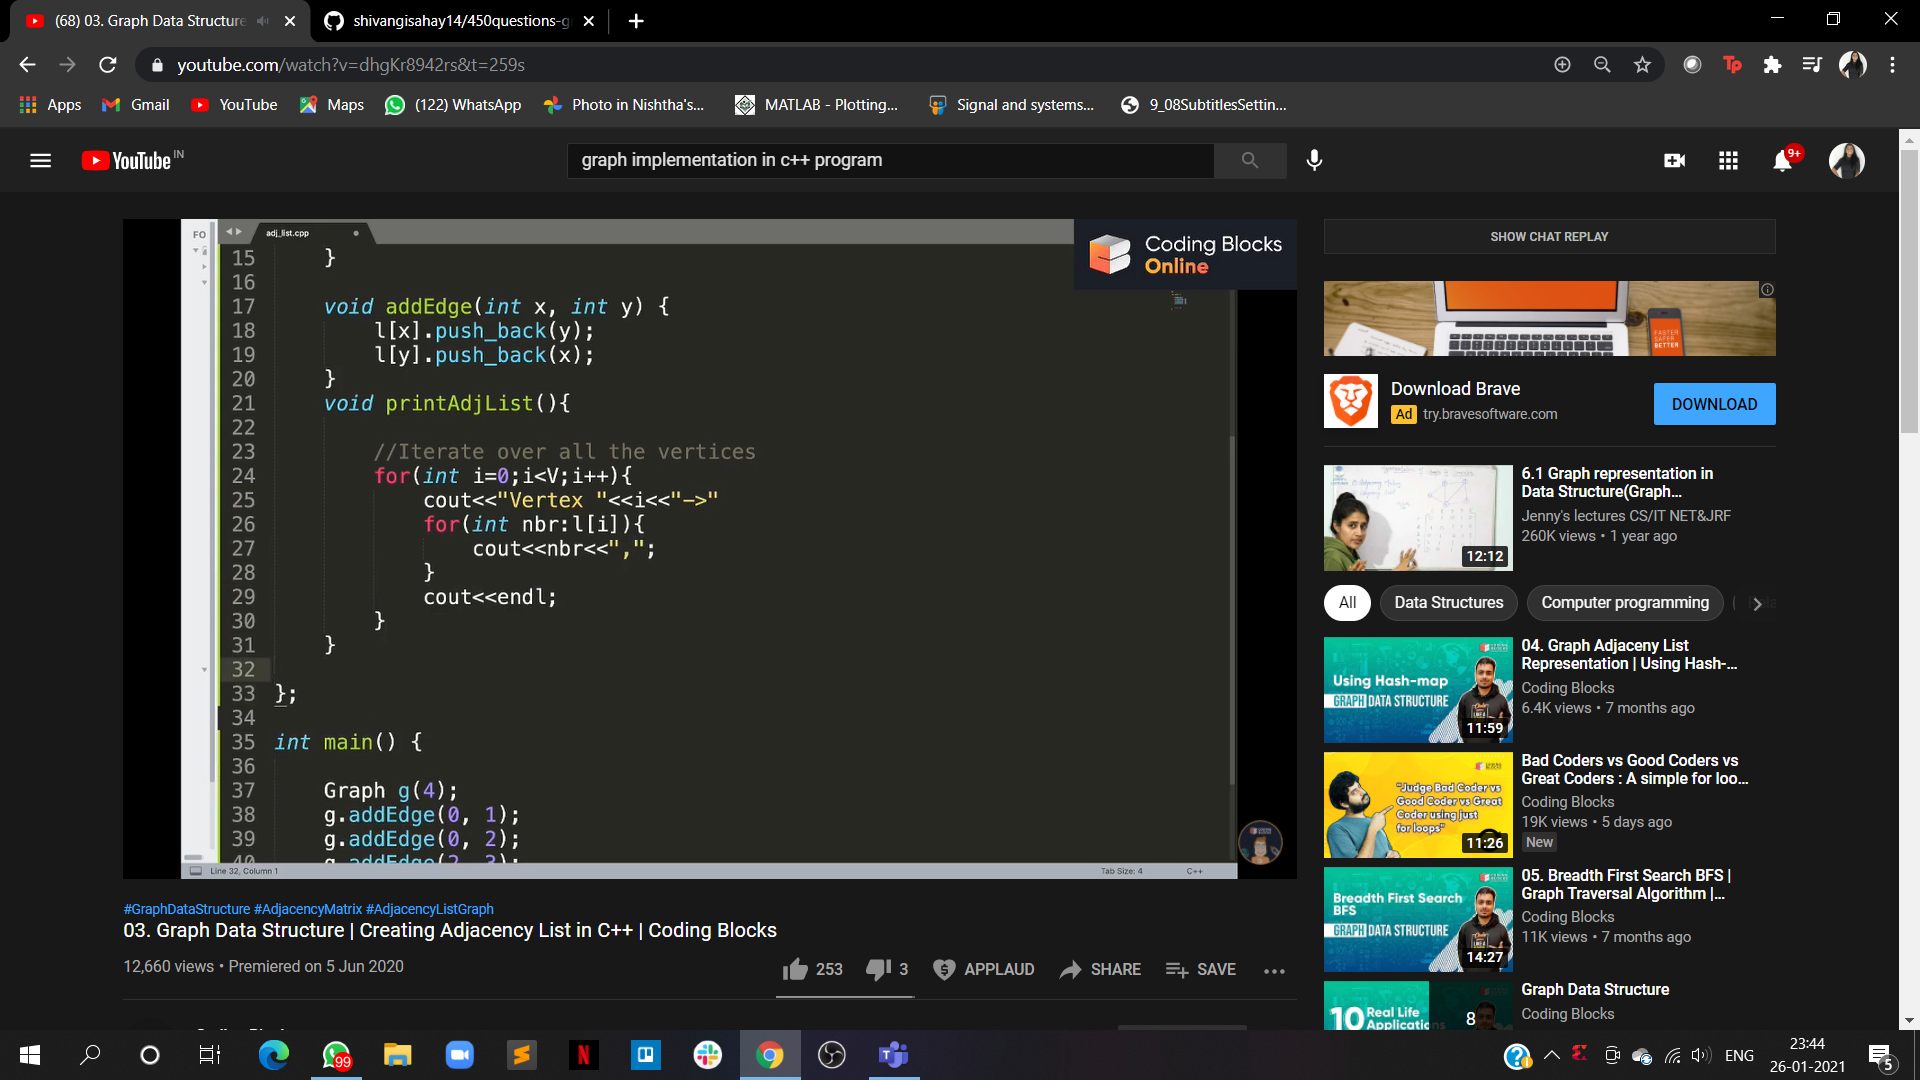 (68) 03. Graph Data Structure
shivangisahay14/450questions-g
youtube.com/watch?v=dhgKr8942rs&t=259s
Apps
Gmail
YouTube
Maps
(122) WhatsApp
Photo in Nishtha's...
MATLAB - Plotting...
Signal and systems...
9_08SubtitlesSettin...
YouTube IN
graph implementation in c++ program
9+
FO
adj_list.cpp
Coding Blocks
Online
15 }
16
17 void addEdge(int x, int y) {
18 l[x].push_back(y);
19 l[y].push_back(x);
20 }
21 void printAdjList(){
22
23 //Iterate over all the vertices
24 for(int i=0;i<V;i++){
25 cout<<"Vertex "<<i<<"->"
26 for(int nbr:l[i]){
27 cout<<nbr<<",";
28 }
29 cout<<endl;
30 }
31 }
32
33 };
34
35 int main() {
36
37 Graph g(4);
38 g.addEdge(0, 1);
39 g.addEdge(0, 2);
40 g.addEdge(2, 3);
Line 32, Column 1
Tab Size: 4
C++
#GraphDataStructure #AdjacencyMatrix #AdjacencyListGraph
03. Graph Data Structure | Creating Adjacency List in C++ | Coding Blocks
12,660 views • Premiered on 5 Jun 2020
253
3
APPLAUD
SHARE
SAVE
SHOW CHAT REPLAY
FASTER
SAFER
BETTER
Download Brave
Ad try.bravesoftware.com
DOWNLOAD
6.1 Graph representation in
Data Structure(Graph...
Jenny's lectures CS/IT NET&JRF
260K views • 1 year ago
12:12
All
Data Structures
Computer programming
Using Hash-map
GRAPH DATA STRUCTURE
11:59
04. Graph Adjaceny List
Representation | Using Hash-...
Coding Blocks
6.4K views • 7 months ago
"Judge Bad Coder vs
Good Coder vs Great
Coder using just
for loops"
11:26
Bad Coders vs Good Coders vs
Great Coders : A simple for loo...
Coding Blocks
19K views • 5 days ago
New
Breadth First Search
BFS
GRAPH DATA STRUCTURE
14:27
05. Breadth First Search BFS |
Graph Traversal Algorithm |...
Coding Blocks
11K views • 7 months ago
10 Real Life
Applications
8
Graph Data Structure
Coding Blocks
99
ENG
23:44
26-01-2021
5